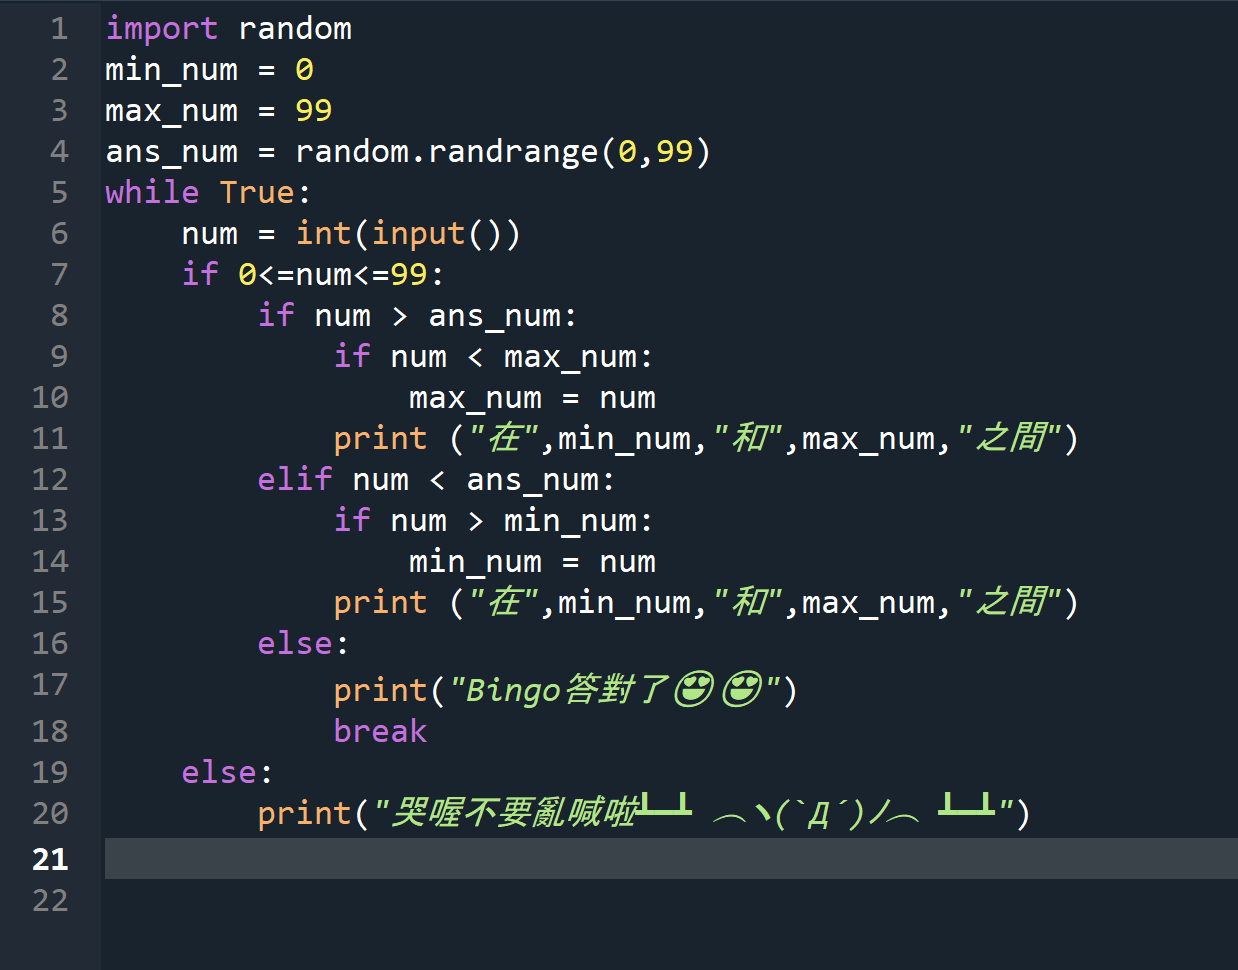 1 import random
2 min_num = 0
3 max_num = 99
4 ans_num = random.randrange(0,99)
5 while True:
6     num = int(input())
7     if 0<=num<=99:
8         if num > ans_num:
9             if num < max_num:
10                 max_num = num
11             print ("在",min_num,"和",max_num,"之間")
12         elif num < ans_num:
13             if num > min_num:
14                 min_num = num
15             print ("在",min_num,"和",max_num,"之間")
16         else:
17             print("Bingo答對了😍😍")
18             break
19     else:
20         print("哭喔不要亂喊啦┻━┻ ︵ヽ(`Д´)ﾉ︵ ┻━┻")
21
22